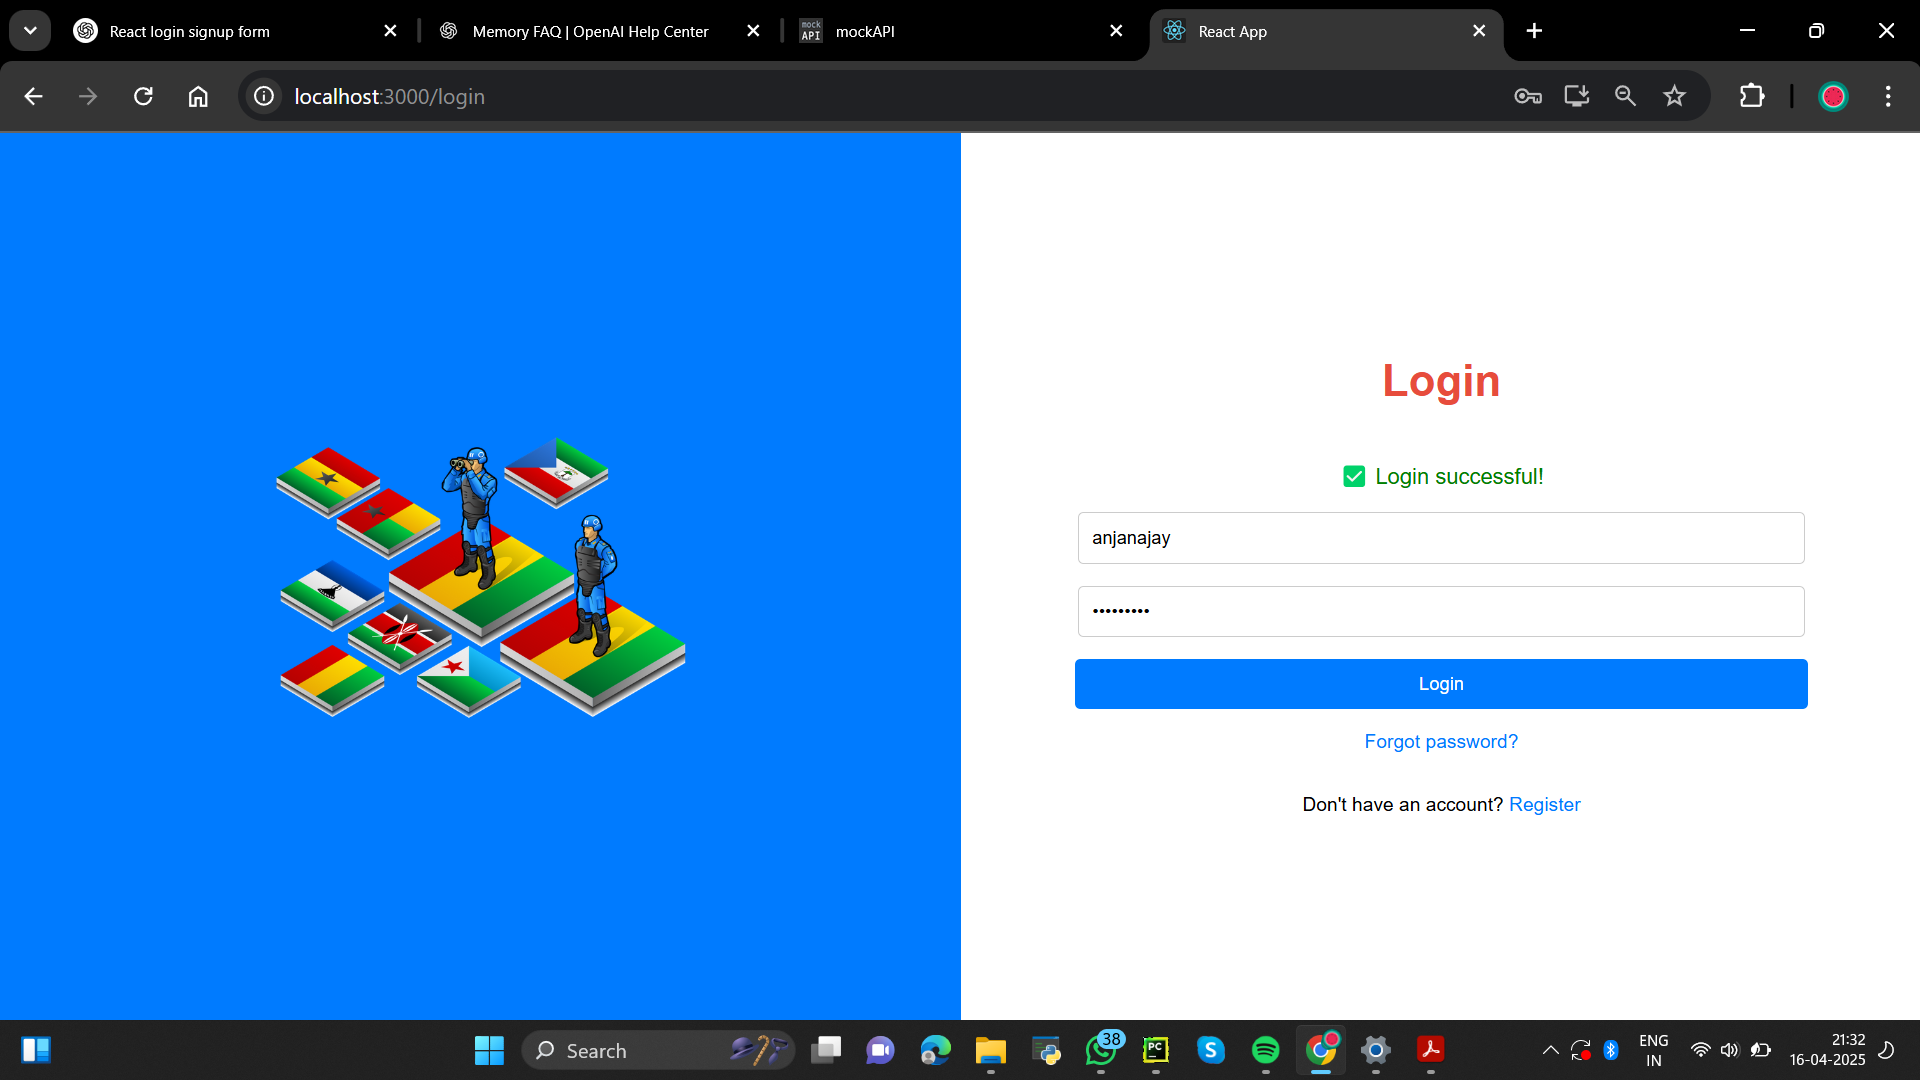 React login signup form
Memory FAQ | OpenAI Help Center
mock
API
mockAPI
React App
localhost:3000/login
Login
Login successful!
anjanajay
•••••••••
Login
Forgot password?
Don't have an account? Register
Search
38
PC
S
ENG
IN
21:32
16-04-2025